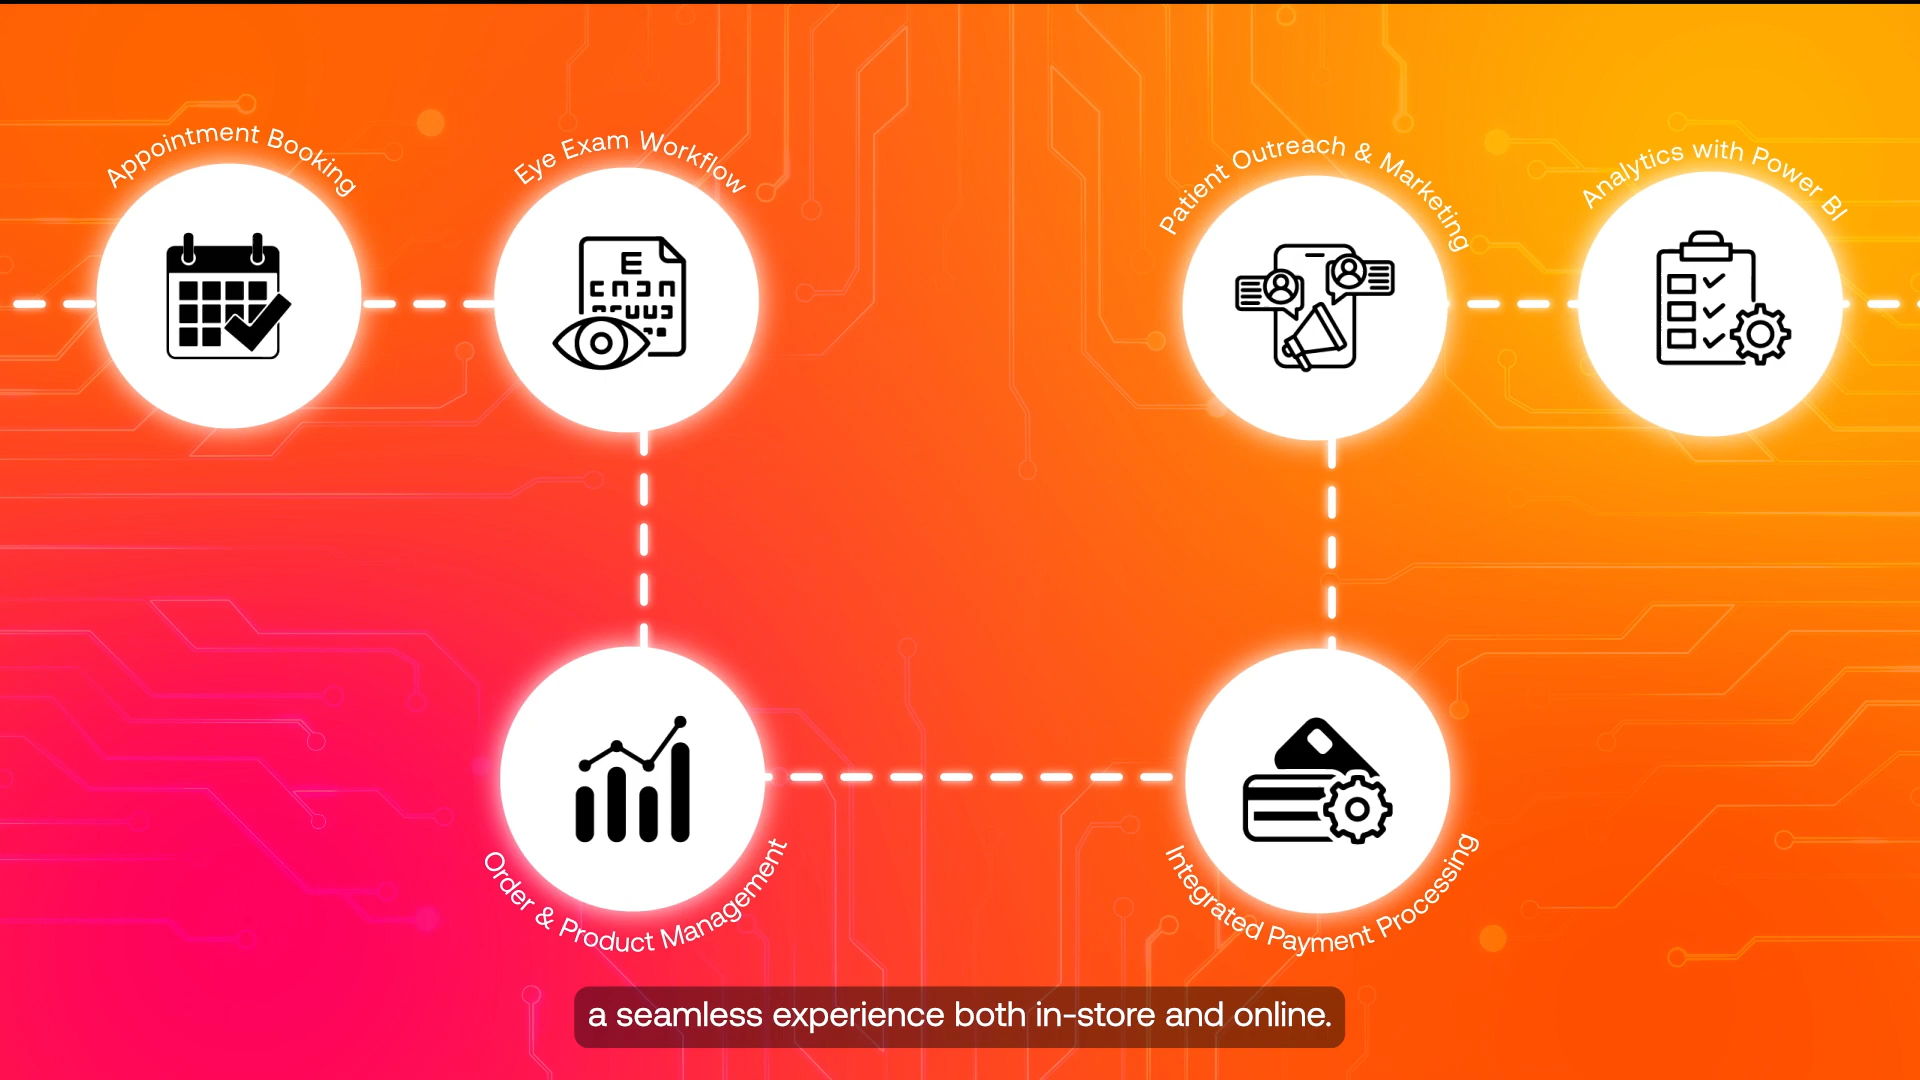 Appointment Booking
Eye Exam Workflow
Patient Outreach & Marketing
Analytics with Power BI
E
Order & Product Management
Integrated Payment Processing
a seamless experience both in-store and online.